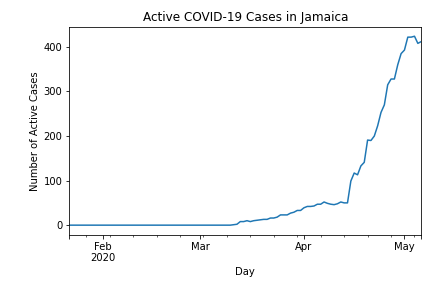 Active COVID-19 Cases in Jamaica
400
300
200
100
0
Number of Active Cases
Feb
2020
Mar
Apr
May
Day